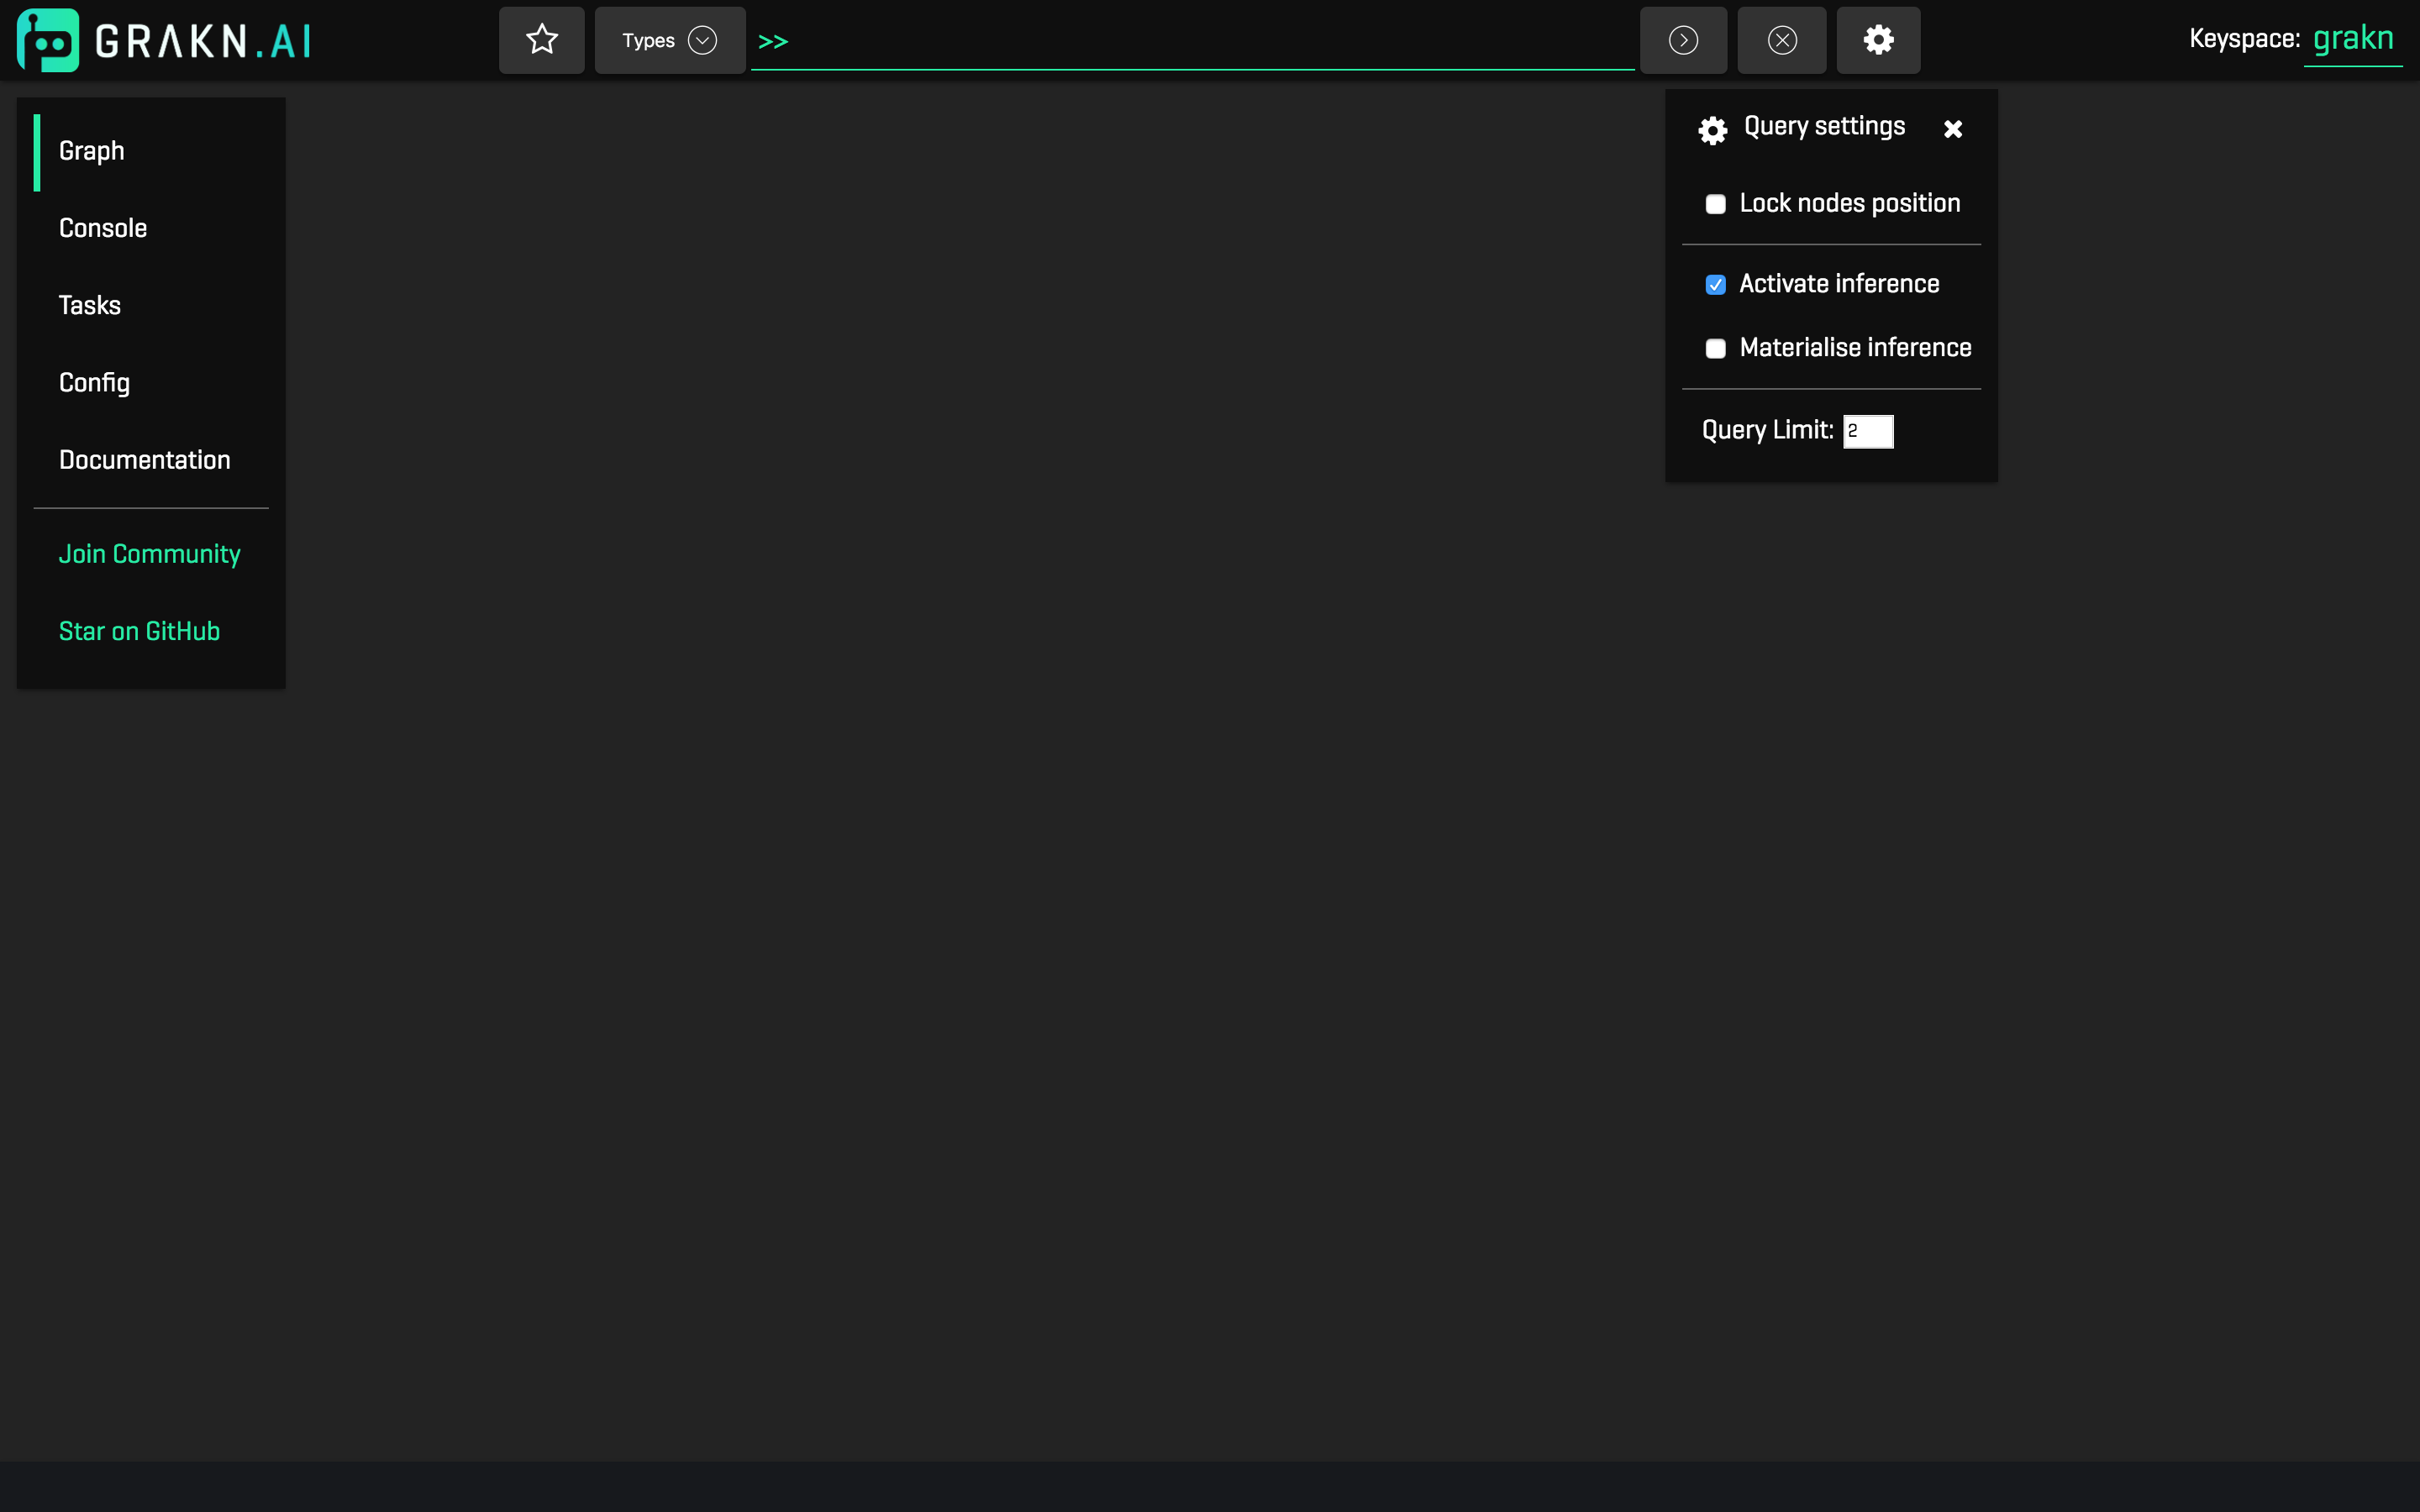 GRAKN.AI
Types
>>
Keyspace: grakn
Graph
Console
Tasks
Config
Documentation
Join Community
Star on GitHub
Query settings
Lock nodes position
Activate inference
Materialise inference
Query Limit: 2